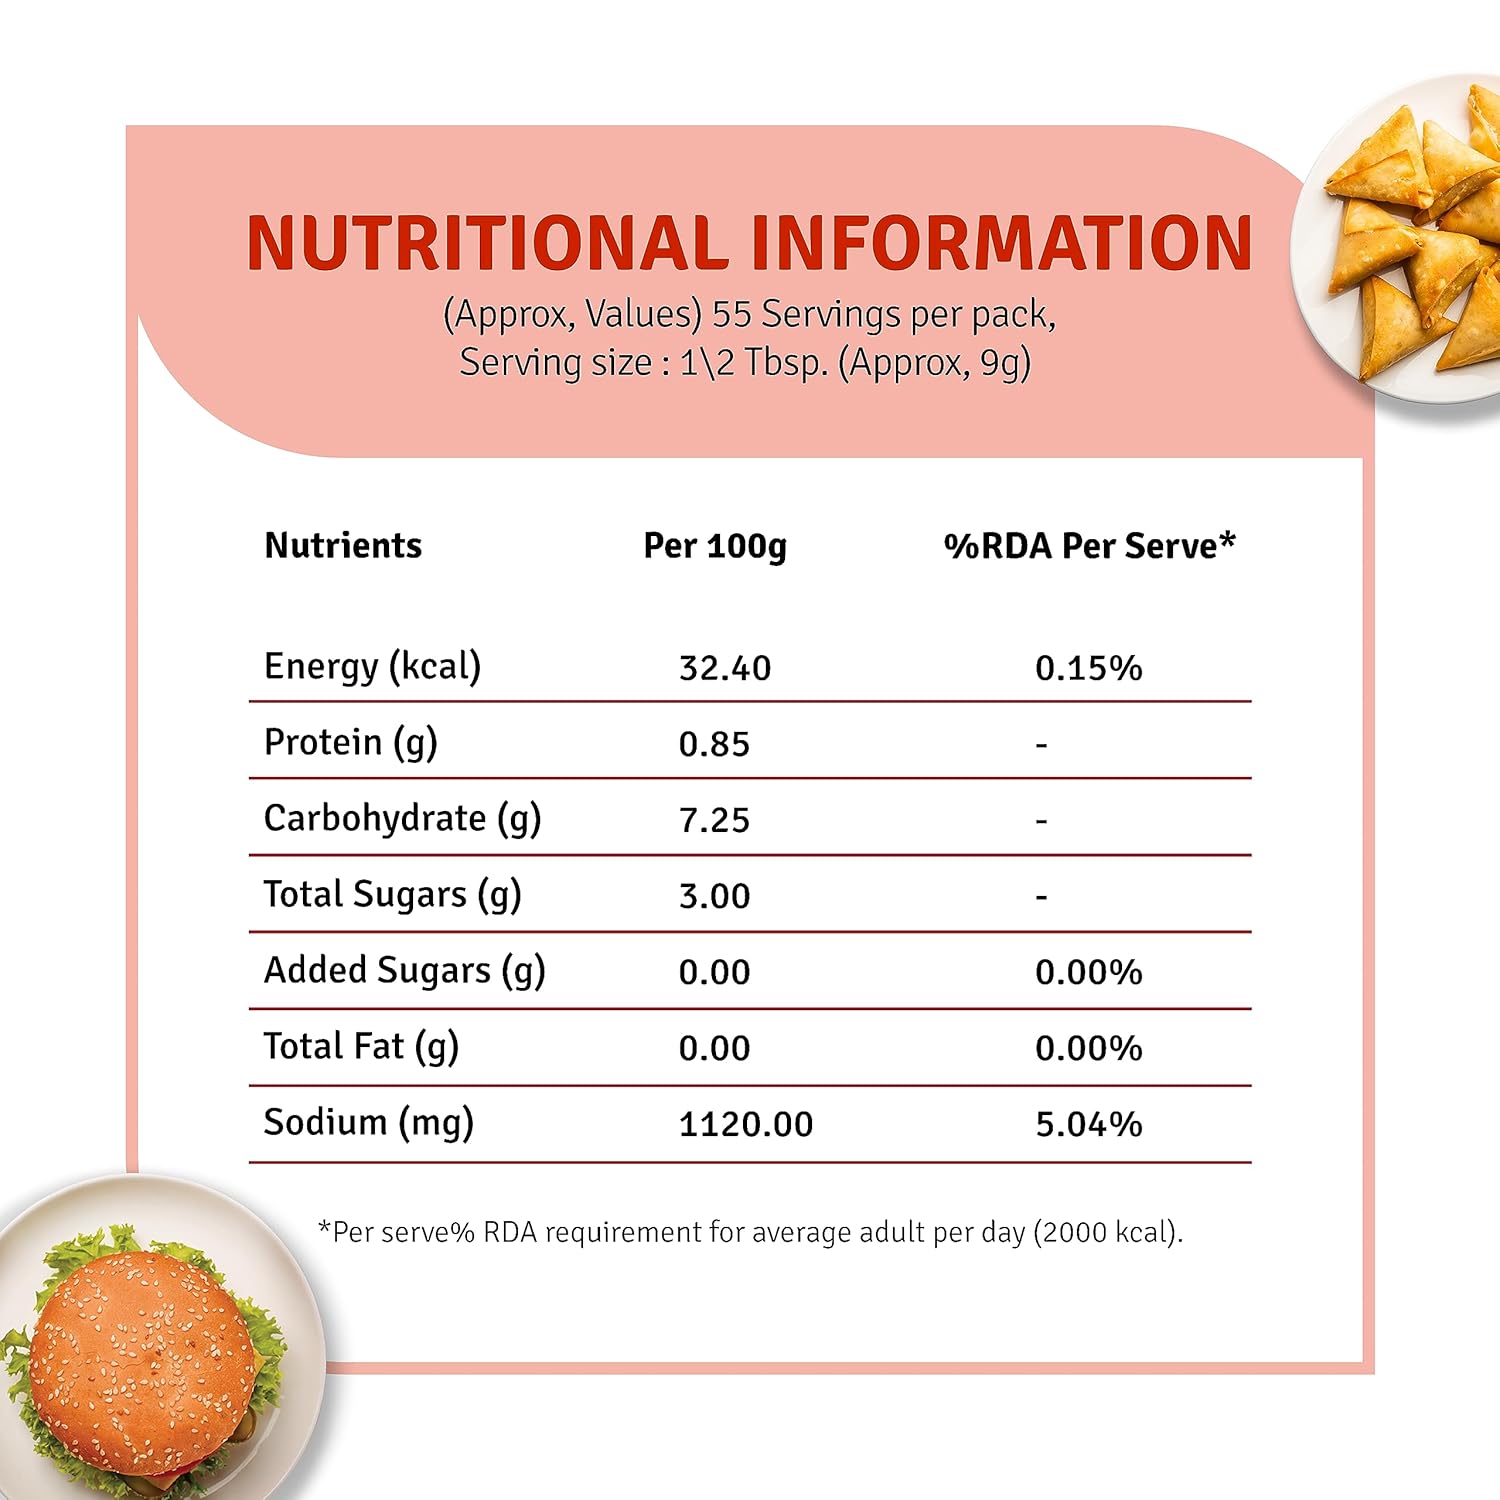 NUTRITIONAL INFORMATION
(Approx, Values) 55 Servings per pack,
Serving size : 1\2 Tbsp. (Approx, 9g)
Nutrients Per 100g %RDA Per Serve*
Energy (kcal) 32.40 0.15%
Protein (g) 0.85 -
Carbohydrate (g) 7.25 -
Total Sugars (g) 3.00 -
Added Sugars (g) 0.00 0.00%
Total Fat (g) 0.00 0.00%
Sodium (mg) 1120.00 5.04%
*Per serve% RDA requirement for average adult per day (2000 kcal).